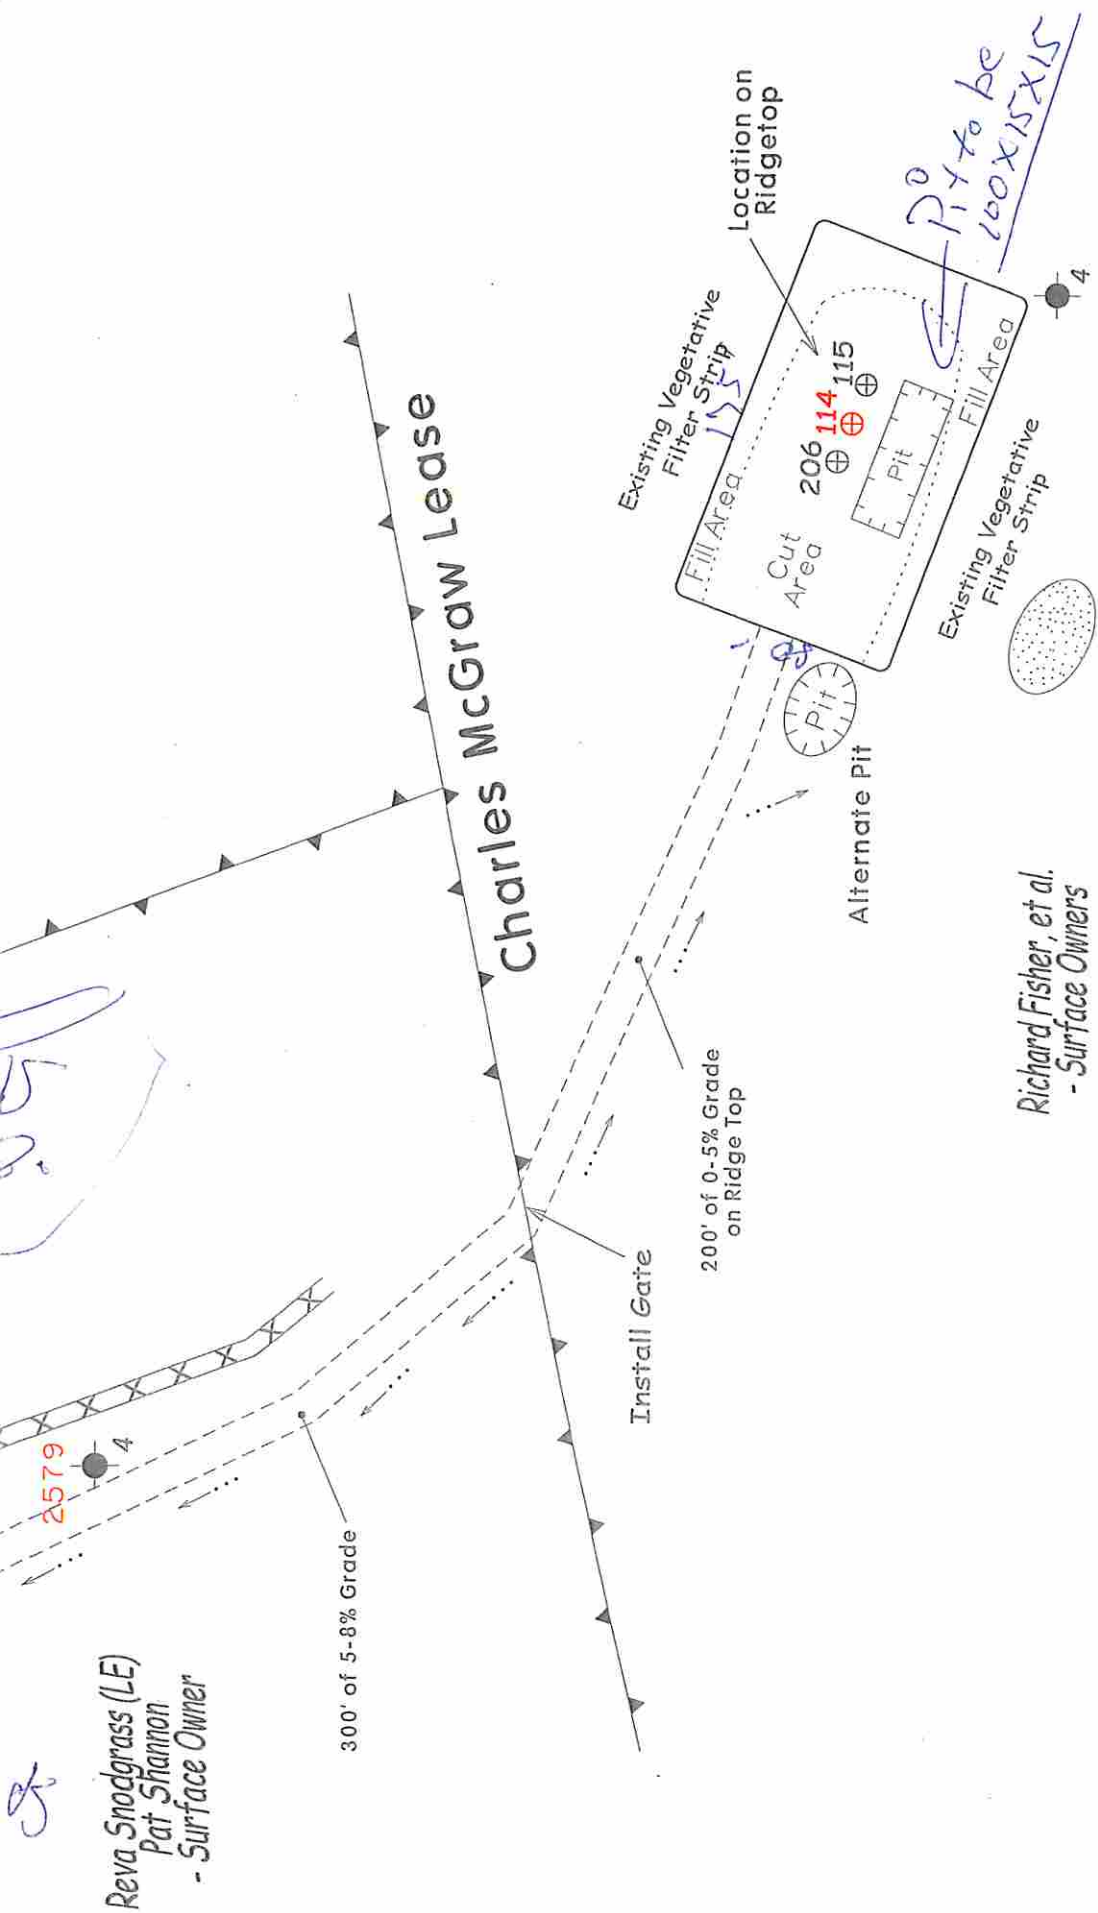 Reva Snodgrass (LE)
Pat Shannon
- Surface Owner
2579
4
300' of 5-8% Grade
Charles McGraw Lease
Install Gate
200' of 0-5% Grade
on Ridge Top
Existing Vegetative
Filter Strip
175
Fill Area
Cut
Area
206
114
115
Pit
Fill Area
Location on
Ridgetop
Pit to be
100X15X15
4
Existing Vegetative
Filter Strip
Pit
Alternate Pit
Richard Fisher, et al.
- Surface Owners